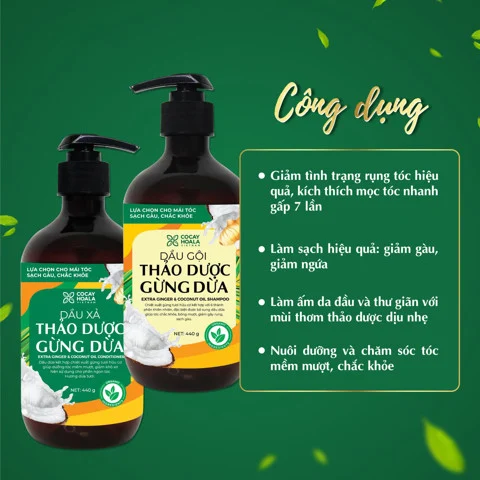 Công dụng
Giảm tình trạng rụng tóc hiệu
quả, kích thích mọc tóc nhanh
gấp 7 lần
Làm sạch hiệu quả: giảm gàu,
giảm ngứa
Làm ấm da đầu và thư giãn với
mùi thơm thảo dược dịu nhẹ
Nuôi dưỡng và chăm sóc tóc
mềm mượt, chắc khỏe
LỰA CHỌN CHO MÁI TÓC
SẠCH GÀU, CHẮC KHỎE
COCAY
HOALA
DẦU GỘI
THẢO DƯỢC
GỪNG DỪA
EXTRA GINGER & COCONUT OIL SHAMPOO
NET: 440 g
LỰA CHỌN CHO MÁI TÓC
SẠCH GÀU, CHẮC KHỎE
COCAY
HOALA
DẦU XẢ
THẢO DƯỢC
GỪNG DỪA
EXTRA GINGER & COCONUT OIL CONDITIONER
NET: 440 g